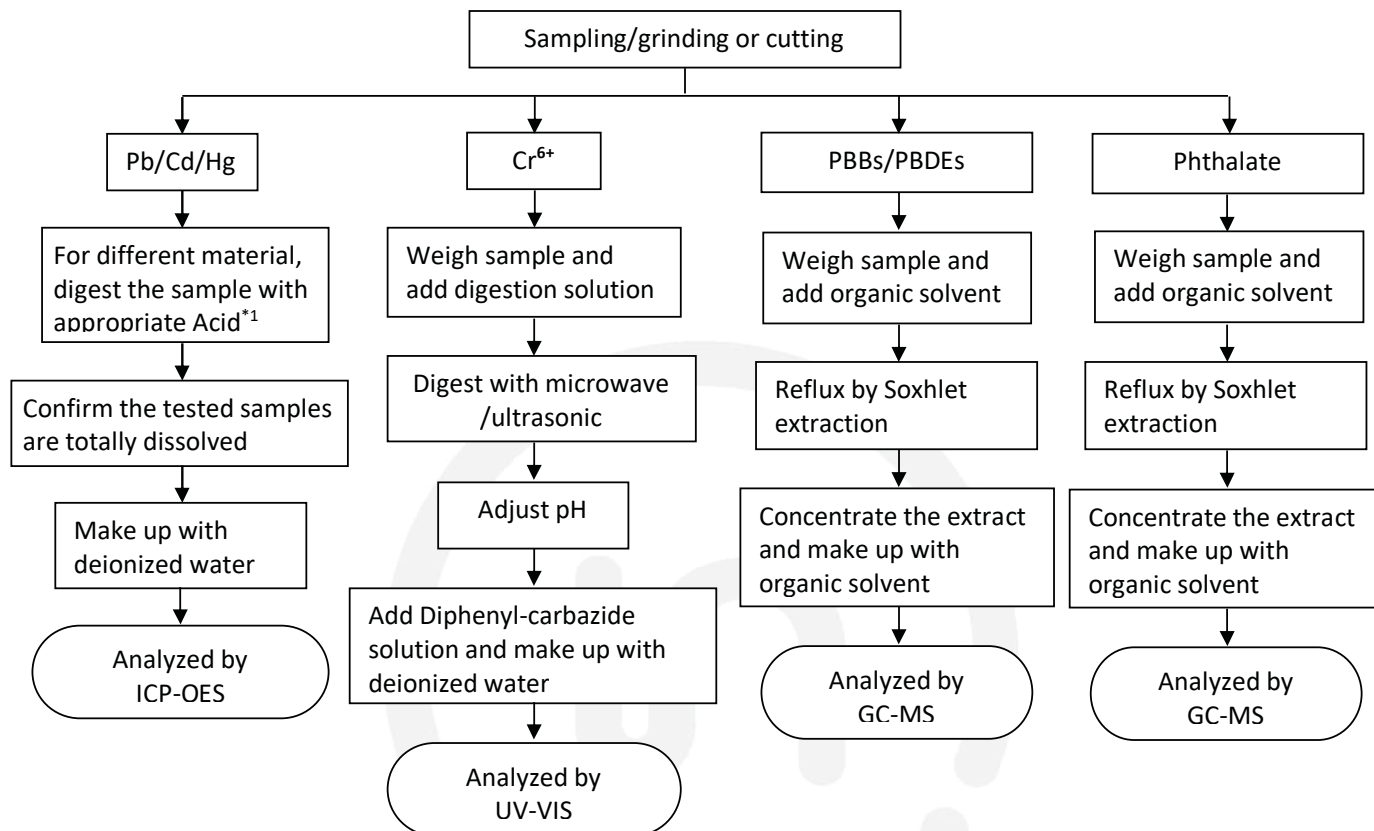 Sampling/grinding or cutting
Pb/Cd/Hg
For different material,
digest the sample with
appropriate Acid*1
Confirm the tested samples
are totally dissolved
Make up with
deionized water
Analyzed by
ICP-OES
Cr6+
Weigh sample and
add digestion solution
Digest with microwave
/ultrasonic
Adjust pH
Add Diphenyl-carbazide
solution and make up with
deionized water
Analyzed by
UV-VIS
PBBs/PBDEs
Weigh sample and
add organic solvent
Reflux by Soxhlet
extraction
Concentrate the extract
and make up with
organic solvent
Analyzed by
GC-MS
Phthalate
Weigh sample and
add organic solvent
Reflux by Soxhlet
extraction
Concentrate the extract
and make up with
organic solvent
Analyzed by
GC-MS